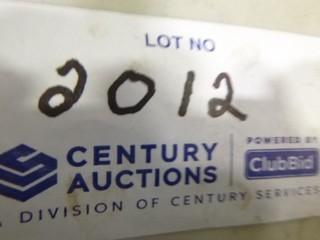 LOT NO
2012
CENTURY
AUCTIONS
POWERED BY
ClubBid
A DIVISION OF CENTURY SERVICES